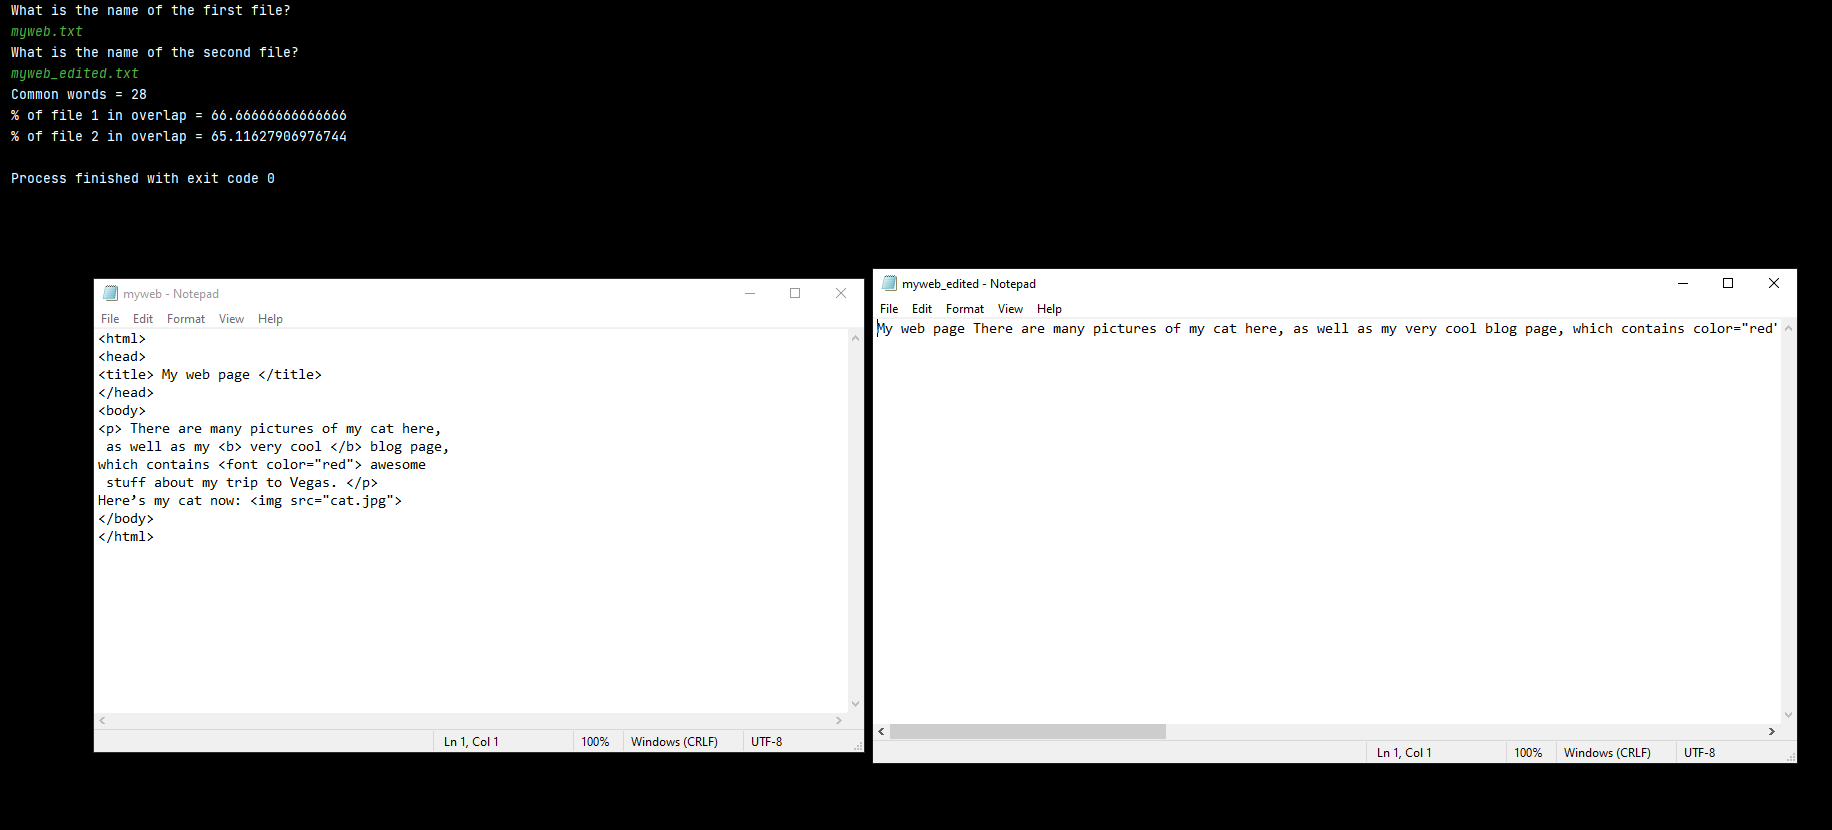 What is the name of the first file?
myweb.txt
What is the name of the second file?
myweb_edited.txt
Common words = 28
% of file 1 in overlap = 66.66666666666666
% of file 2 in overlap = 65.11627906976744
Process finished with exit code 0
myweb - Notepad
File Edit Format View Help
<html>
<head>
<title> My web page </title>
</head>
<body>
<p> There are many pictures of my cat here,
 as well as my <b> very cool </b> blog page,
which contains <font color="red"> awesome
 stuff about my trip to Vegas. </p>
Here’s my cat now: <img src="cat.jpg">
</body>
</html>
Ln 1, Col 1 100% Windows (CRLF) UTF-8
myweb_edited - Notepad
File Edit Format View Help
My web page There are many pictures of my cat here, as well as my very cool blog page, which contains color="red"
Ln 1, Col 1 100% Windows (CRLF) UTF-8